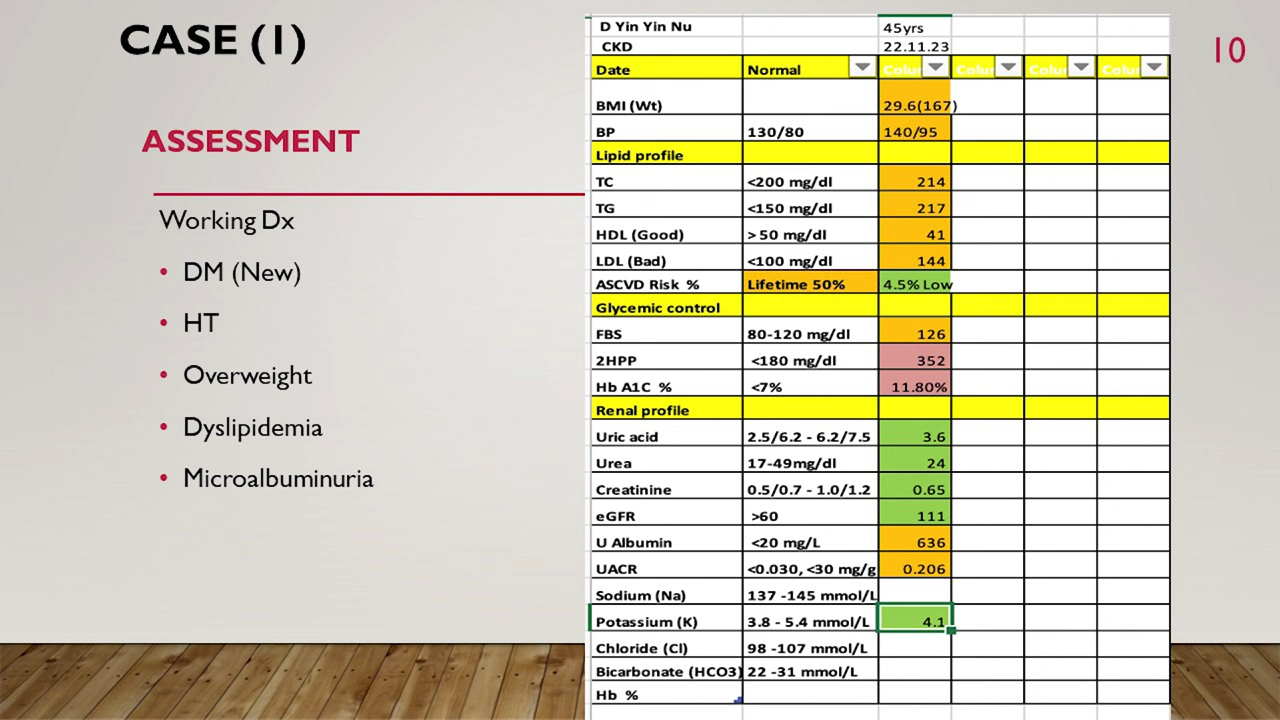 CASE (1)
10
ASSESSMENT
Working Dx
• DM (New)
• HT
• Overweight
• Dyslipidemia
• Microalbuminuria
D Yin Yin Nu 45yrs
CKD 22.11.23
Date Normal Colur Colur Colur Colur
BMI (Wt) 29.6(167)
BP 130/80 140/95
Lipid profile
TC <200 mg/dl 214
TG <150 mg/dl 217
HDL (Good) > 50 mg/dl 41
LDL (Bad) <100 mg/dl 144
ASCVD Risk % Lifetime 50% 4.5% Low
Glycemic control
FBS 80-120 mg/dl 126
2HPP <180 mg/dl 352
Hb A1C % <7% 11.80%
Renal profile
Uric acid 2.5/6.2 - 6.2/7.5 3.6
Urea 17-49mg/dl 24
Creatinine 0.5/0.7 - 1.0/1.2 0.65
eGFR >60 111
U Albumin <20 mg/L 636
UACR <0.030, <30 mg/g 0.206
Sodium (Na) 137 -145 mmol/L
Potassium (K) 3.8 - 5.4 mmol/L 4.1
Chloride (Cl) 98 -107 mmol/L
Bicarbonate (HCO3) 22 -31 mmol/L
Hb %